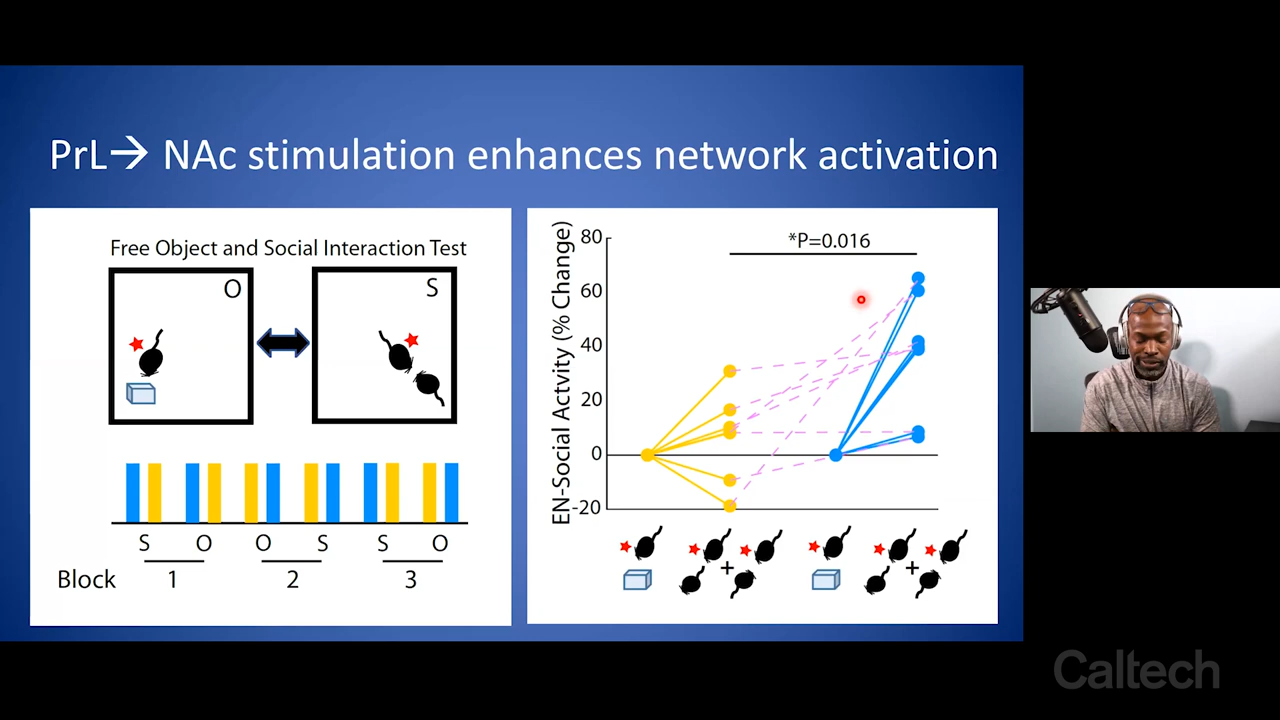 PrL→ NAc stimulation enhances network activation
Free Object and Social Interaction Test
O
S
S O O S S O
Block 1 2 3
EN-Social Actvity (% Change)
80
60
40
20
0
-20
*P=0.016
+ +
Caltech